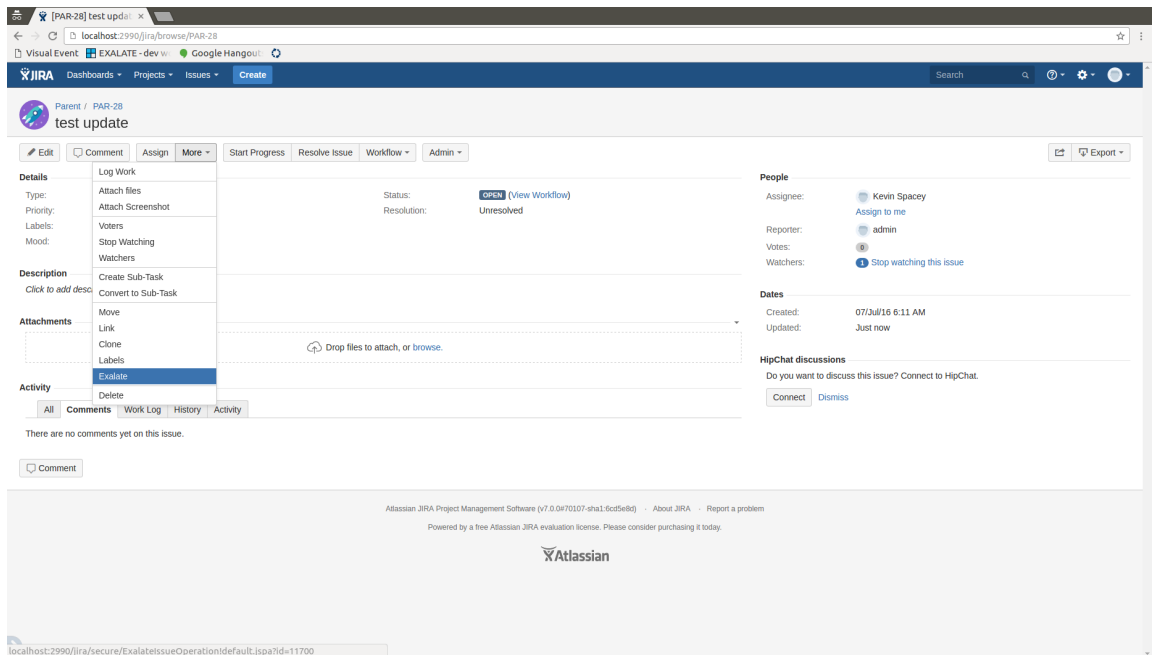 [PAR-28] test updat
localhost:2990/jira/browse/PAR-28
Visual Event EXALATE - dev w Google Hangout
JIRA Dashboards Projects Issues Create Search
Parent / PAR-28
test update
Edit Comment Assign More Start Progress Resolve Issue Workflow Admin Export
Log Work
Attach files
Attach Screenshot
Voters
Stop Watching
Watchers
Create Sub-Task
Convert to Sub-Task
Move
Link
Clone
Labels
Exalate
Delete
Details
Type:
Priority:
Labels:
Mood:
Status: OPEN (View Workflow)
Resolution: Unresolved
Description
Click to add desc
Attachments
Drop files to attach, or browse.
Activity
All Comments Work Log History Activity
There are no comments yet on this issue.
Comment
People
Assignee: Kevin Spacey
Assign to me
Reporter: admin
Votes: 0
Watchers: 1 Stop watching this issue
Dates
Created: 07/Jul/16 6:11 AM
Updated: Just now
HipChat discussions
Do you want to discuss this issue? Connect to HipChat.
Connect Dismiss
Atlassian JIRA Project Management Software (v7.0.0#70107-sha1:6cd5e8d) · About JIRA · Report a problem
Powered by a free Atlassian JIRA evaluation license. Please consider purchasing it today.
Atlassian
localhost:2990/jira/secure/ExalateIssueOperation!default.jspa?id=11700